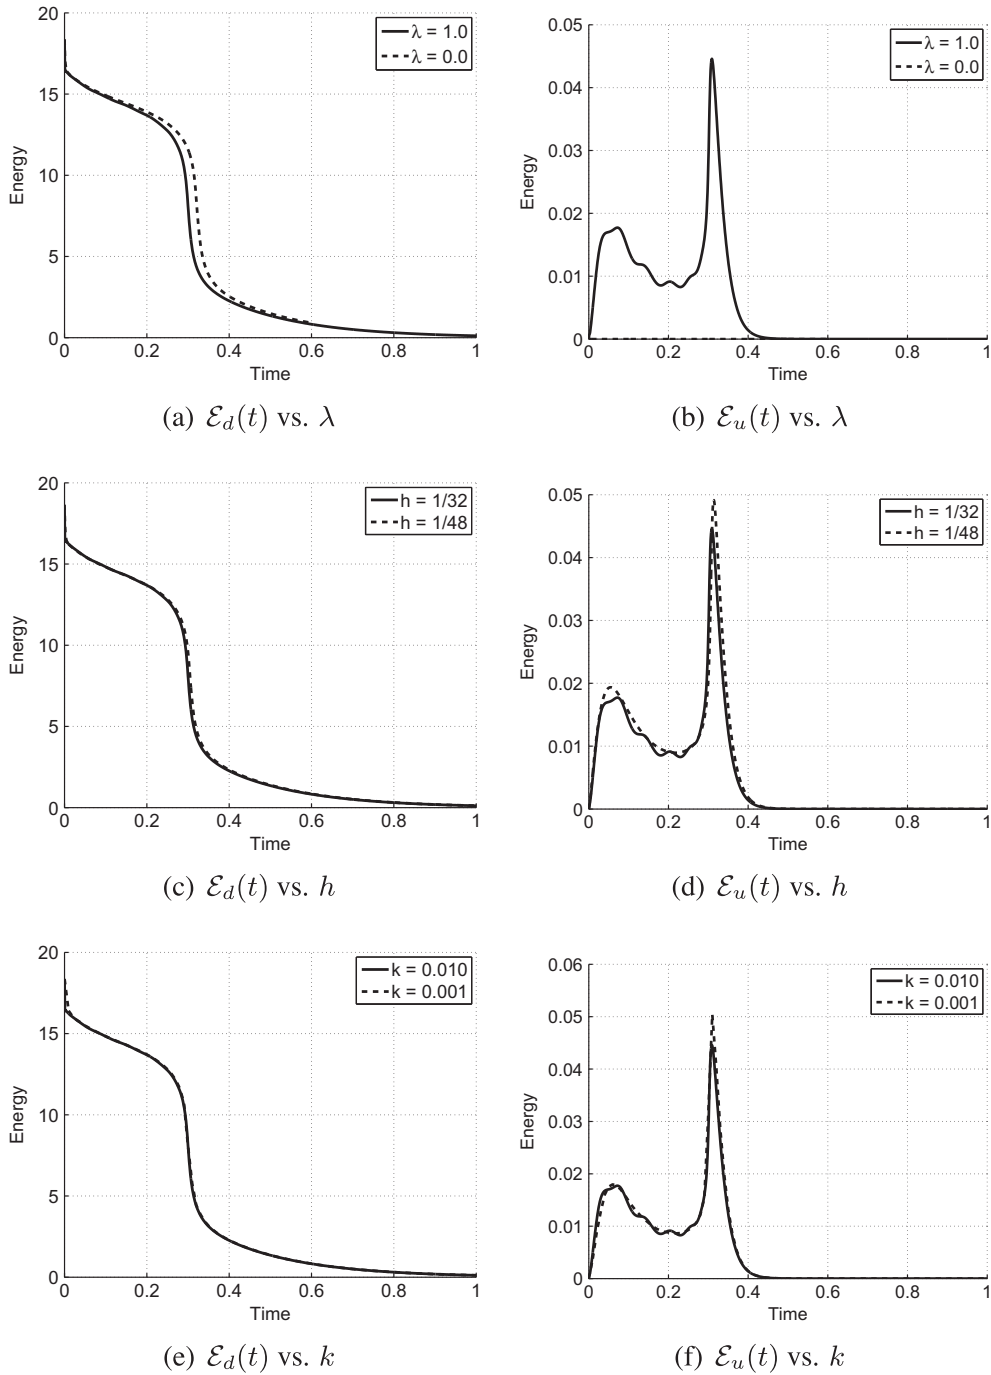 20
15
10
5
0
0 0.2 0.4 0.6 0.8 1
Energy
Time
λ = 1.0
λ = 0.0
(a) ℰ_d(t) vs. λ
0.05
0.04
0.03
0.02
0.01
0
0 0.2 0.4 0.6 0.8 1
Energy
Time
λ = 1.0
λ = 0.0
(b) ℰ_u(t) vs. λ
20
15
10
5
0
0 0.2 0.4 0.6 0.8 1
Energy
Time
h = 1/32
h = 1/48
(c) ℰ_d(t) vs. h
0.05
0.04
0.03
0.02
0.01
0
0 0.2 0.4 0.6 0.8 1
Energy
Time
h = 1/32
h = 1/48
(d) ℰ_u(t) vs. h
20
15
10
5
0
0 0.2 0.4 0.6 0.8 1
Energy
Time
k = 0.010
k = 0.001
(e) ℰ_d(t) vs. k
0.06
0.05
0.04
0.03
0.02
0.01
0
0 0.2 0.4 0.6 0.8 1
Energy
Time
k = 0.010
k = 0.001
(f) ℰ_u(t) vs. k